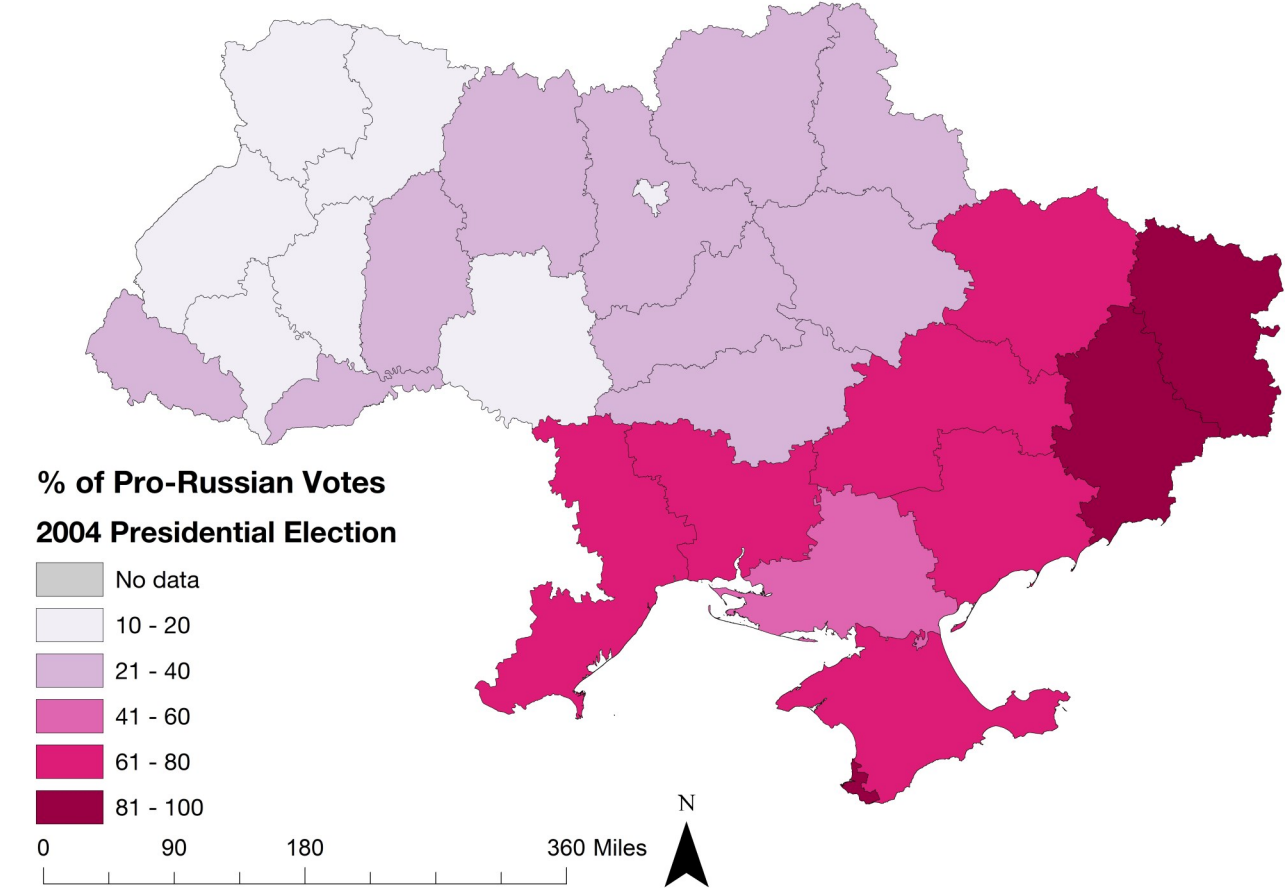 % of Pro-Russian Votes
2004 Presidential Election
No data
10 - 20
21 - 40
41 - 60
61 - 80
81 - 100
0 90 180 360 Miles
N